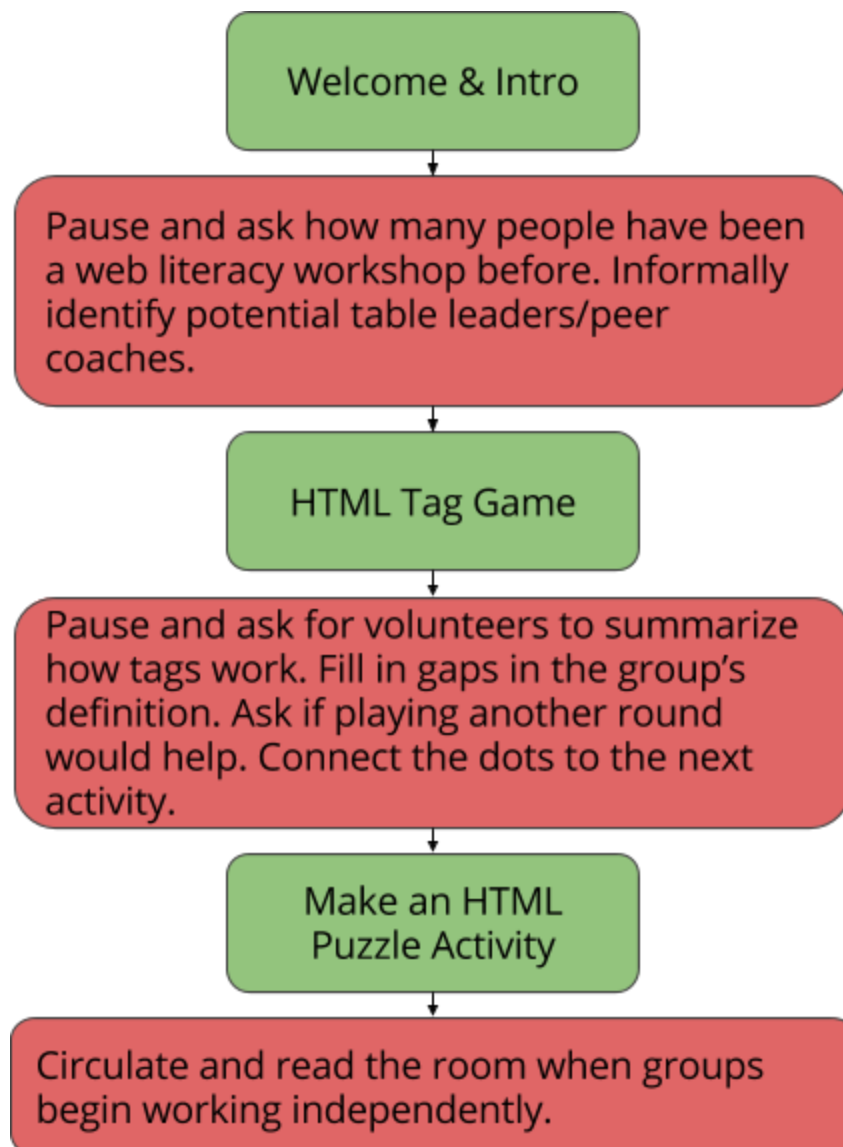 Welcome & Intro
Pause and ask how many people have been
a web literacy workshop before. Informally
identify potential table leaders/peer
coaches.
HTML Tag Game
Pause and ask for volunteers to summarize
how tags work. Fill in gaps in the group’s
definition. Ask if playing another round
would help. Connect the dots to the next
activity.
Make an HTML
Puzzle Activity
Circulate and read the room when groups
begin working independently.